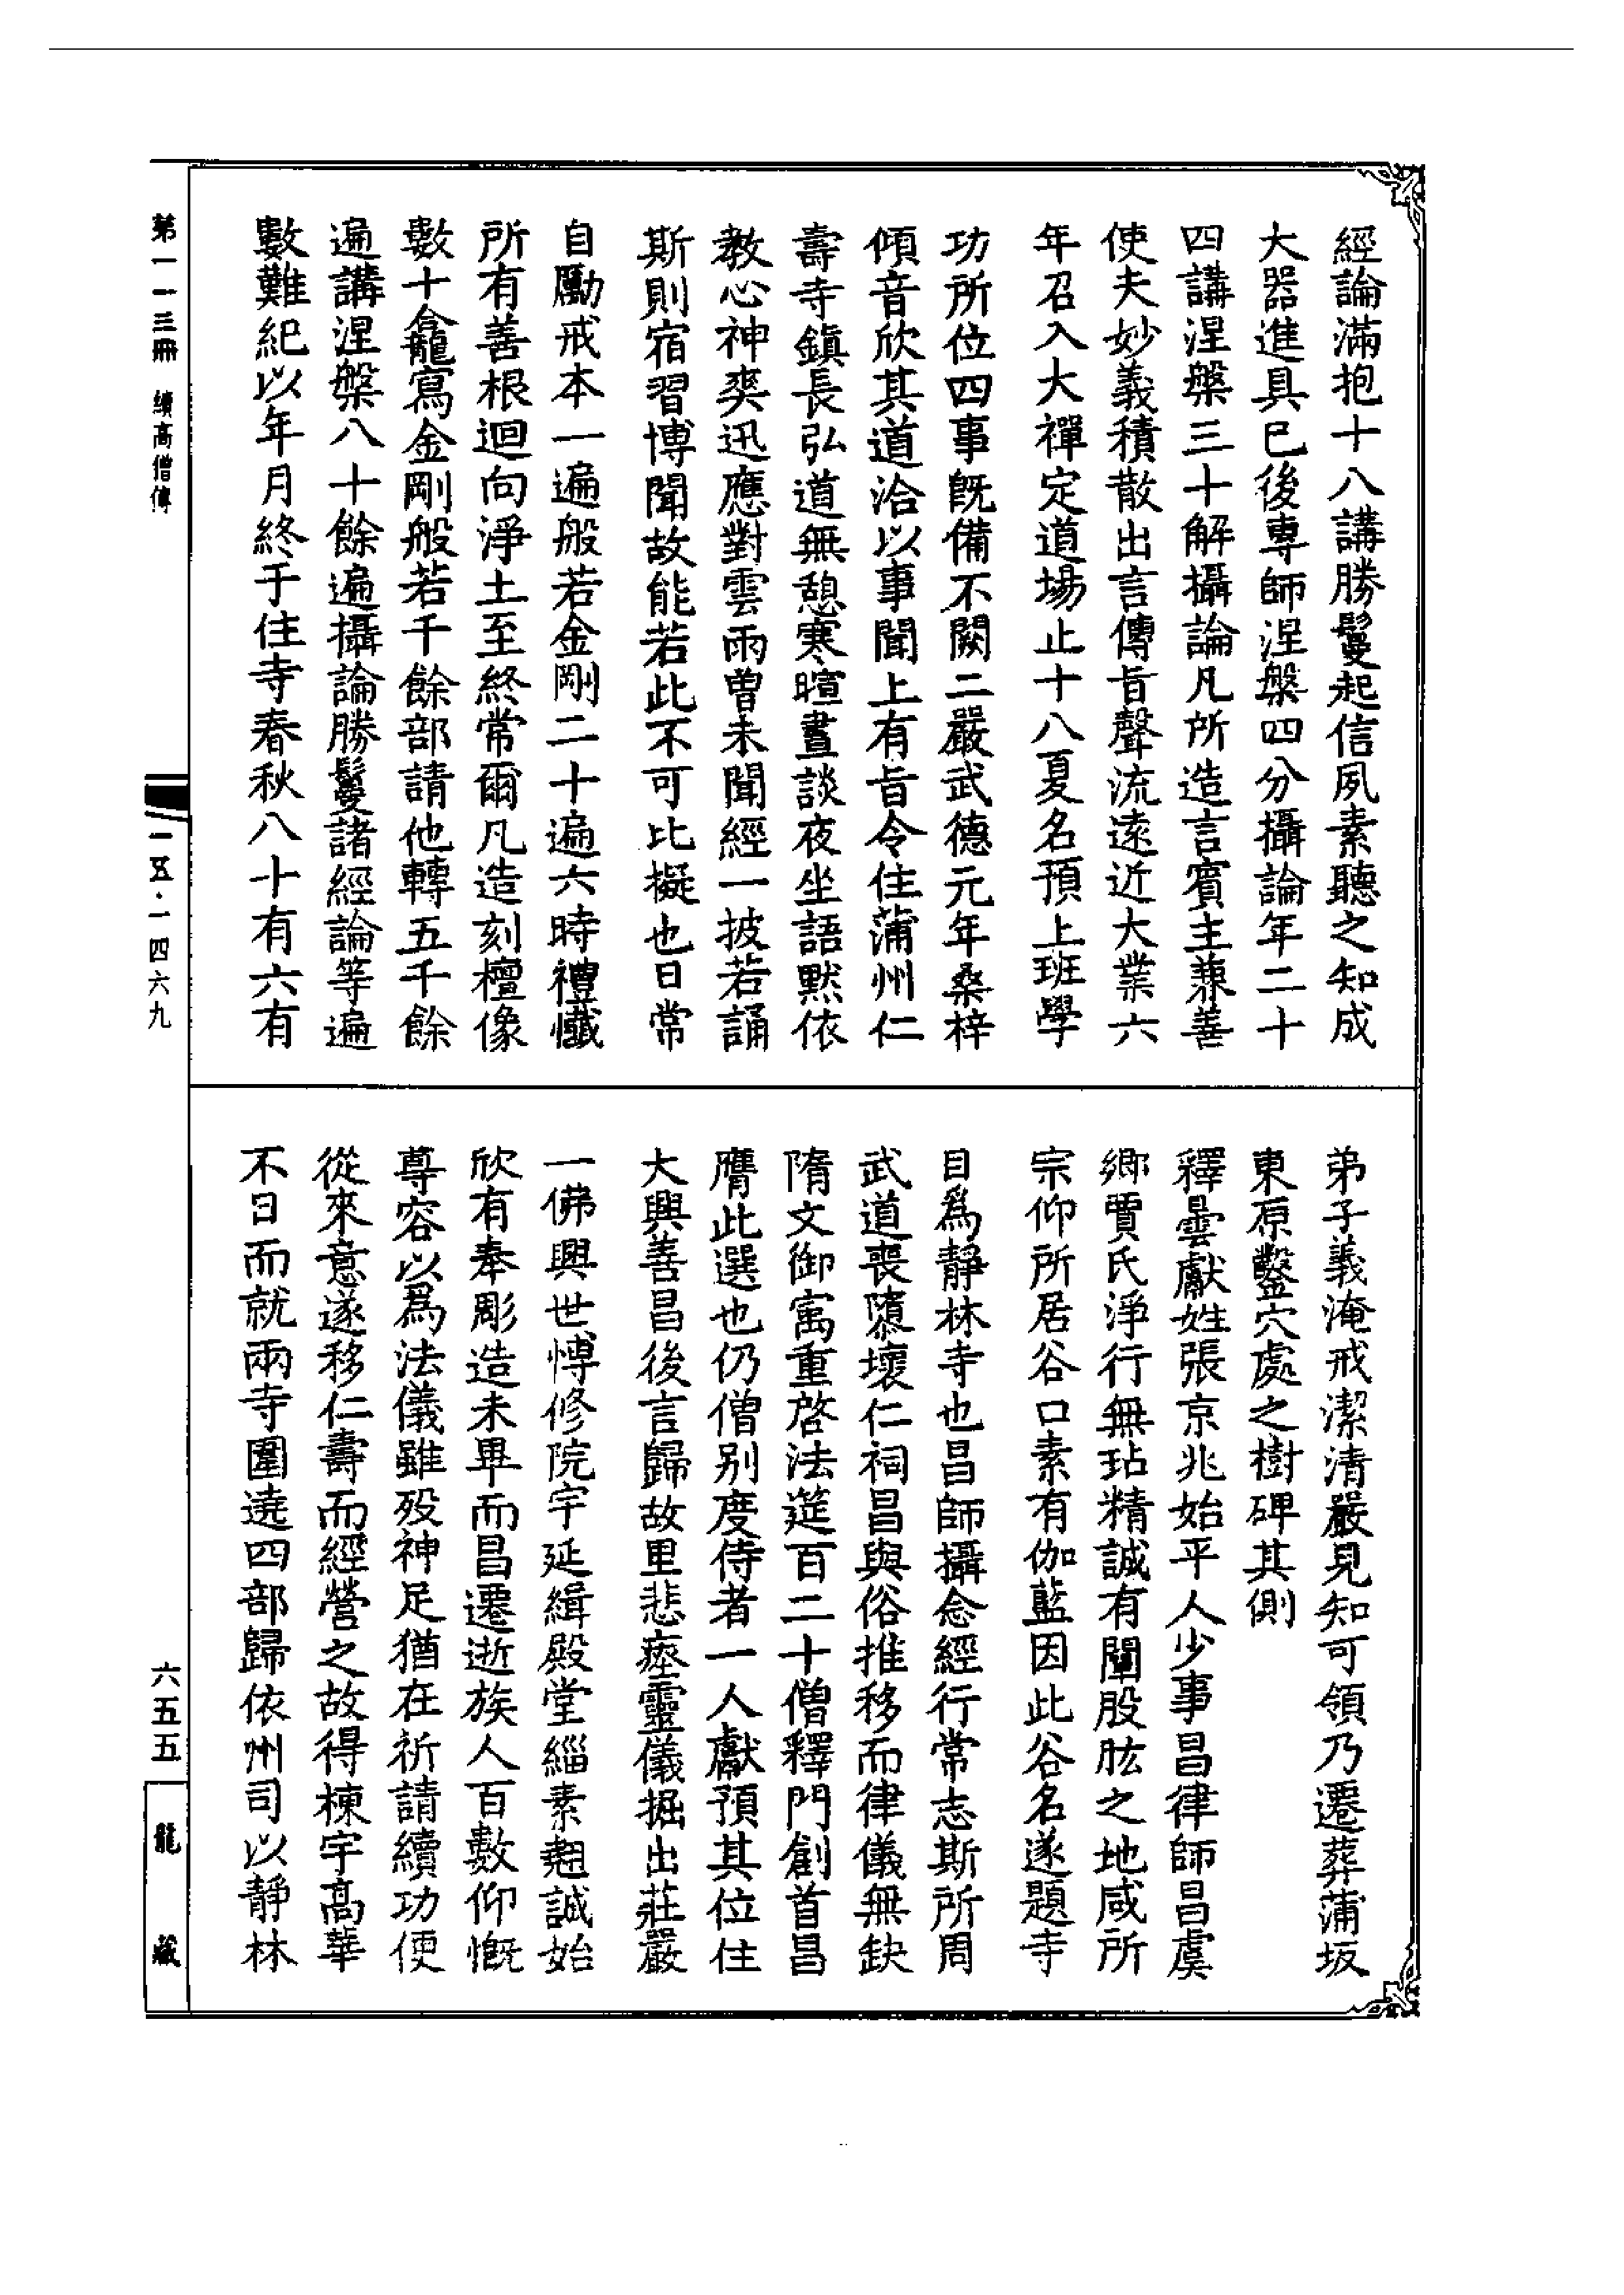 經論滿抱十八講勝鬘起信夙素聽之知成
大器進具已後專師涅槃四分攝論年二十
四講涅槃三十解攝論凡所造言賓主兼善
使夫妙義積散出言傳旨聲流遠近大業六
年召入大禪定道場止十八夏名預上班學
功所位四事既備不闕二嚴武德元年桑梓
傾音欣其道洽以事聞上有旨令住蒲州仁
壽寺鎮長弘道無憩寒暄晝談夜坐語默依
教心神爽迅應對雲雨曾未聞經一披若誦
斯則宿習博聞故能若此不可比擬也日常
自勵戒本一遍般若金剛二十遍六時禮懺
所有善根迴向淨土至終常爾凡造刻檀像
數十龕寫金剛般若千餘部請他轉五千餘
遍講涅槃八十餘遍攝論勝鬘諸經論等遍
數難紀以年月終于住寺春秋八十有六有
弟子義淹戒潔清嚴見知可領乃遷葬蒲坂
東原鑿穴處之樹碑其側
釋曇獻姓張京兆始平人少事昌律師昌虞
鄉賈氏淨行無玷精誠有闡股肱之地咸所
宗仰所居谷口素有伽藍因此谷名遂題寺
目爲靜林寺也昌師攝念經行常志斯所周
武道喪隳壞仁祠昌與俗推移而律儀無缺
隋文御寓重啓法筵百二十僧釋門創首昌
膺此選也仍僧別度侍者一人獻預其位住
大興善昌後言歸故里悲瘞靈儀掘出莊嚴
一佛興世博修院宇延緝殿堂緇素翹誠始
欣有奉彫造未畢而昌遷逝族人百數仰慨
尊容以爲法儀雖殁神足猶在祈請續功便
從來意遂移仁壽而經營之故得棟宇高華
不日而就兩寺圍遶四部歸依州司以靜林
第一一三冊 續高僧傳
一五·一四六九
六五五
龍藏